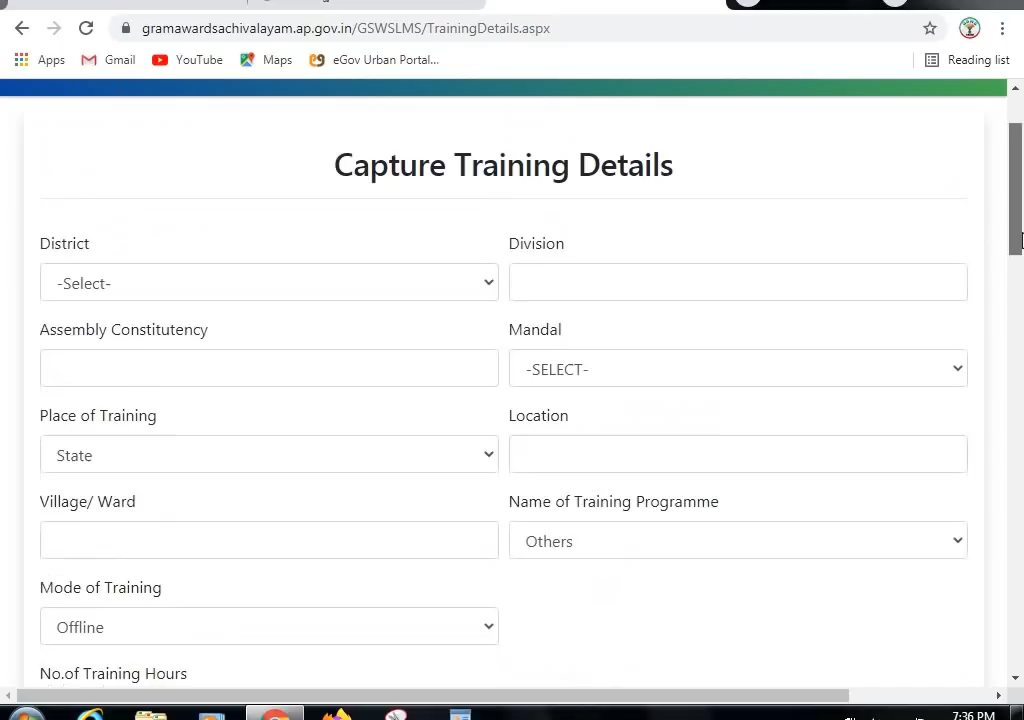 gramawardsachivalayam.ap.gov.in/GSWSLMS/TrainingDetails.aspx
Apps Gmail YouTube Maps eGov Urban Portal... Reading list
Capture Training Details
District Division
-Select-
Assembly Constitutency Mandal
-SELECT-
Place of Training Location
State
Village/ Ward Name of Training Programme
Others
Mode of Training
Offline
No.of Training Hours
7:36 PM